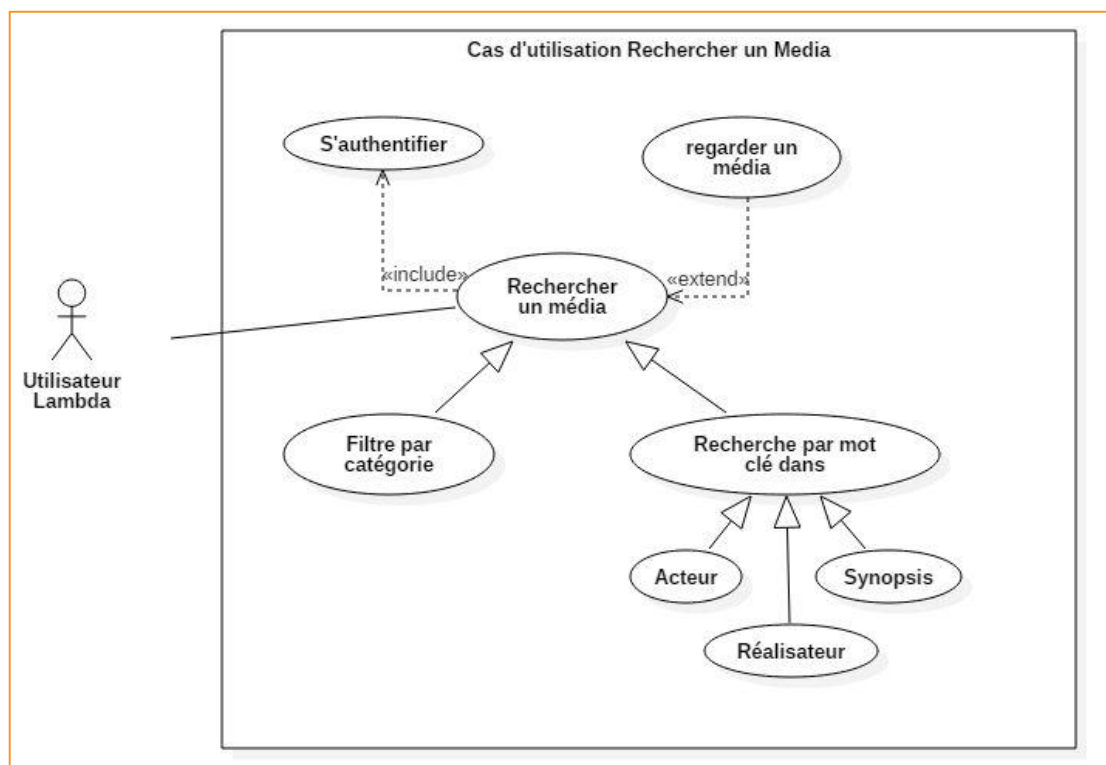 Cas d'utilisation Rechercher un Media
S'authentifier
regarder un
média
«include»
Rechercher
un média
«extend»
Utilisateur
Lambda
Filtre par
catégorie
Recherche par mot
clé dans
Acteur
Synopsis
Réalisateur